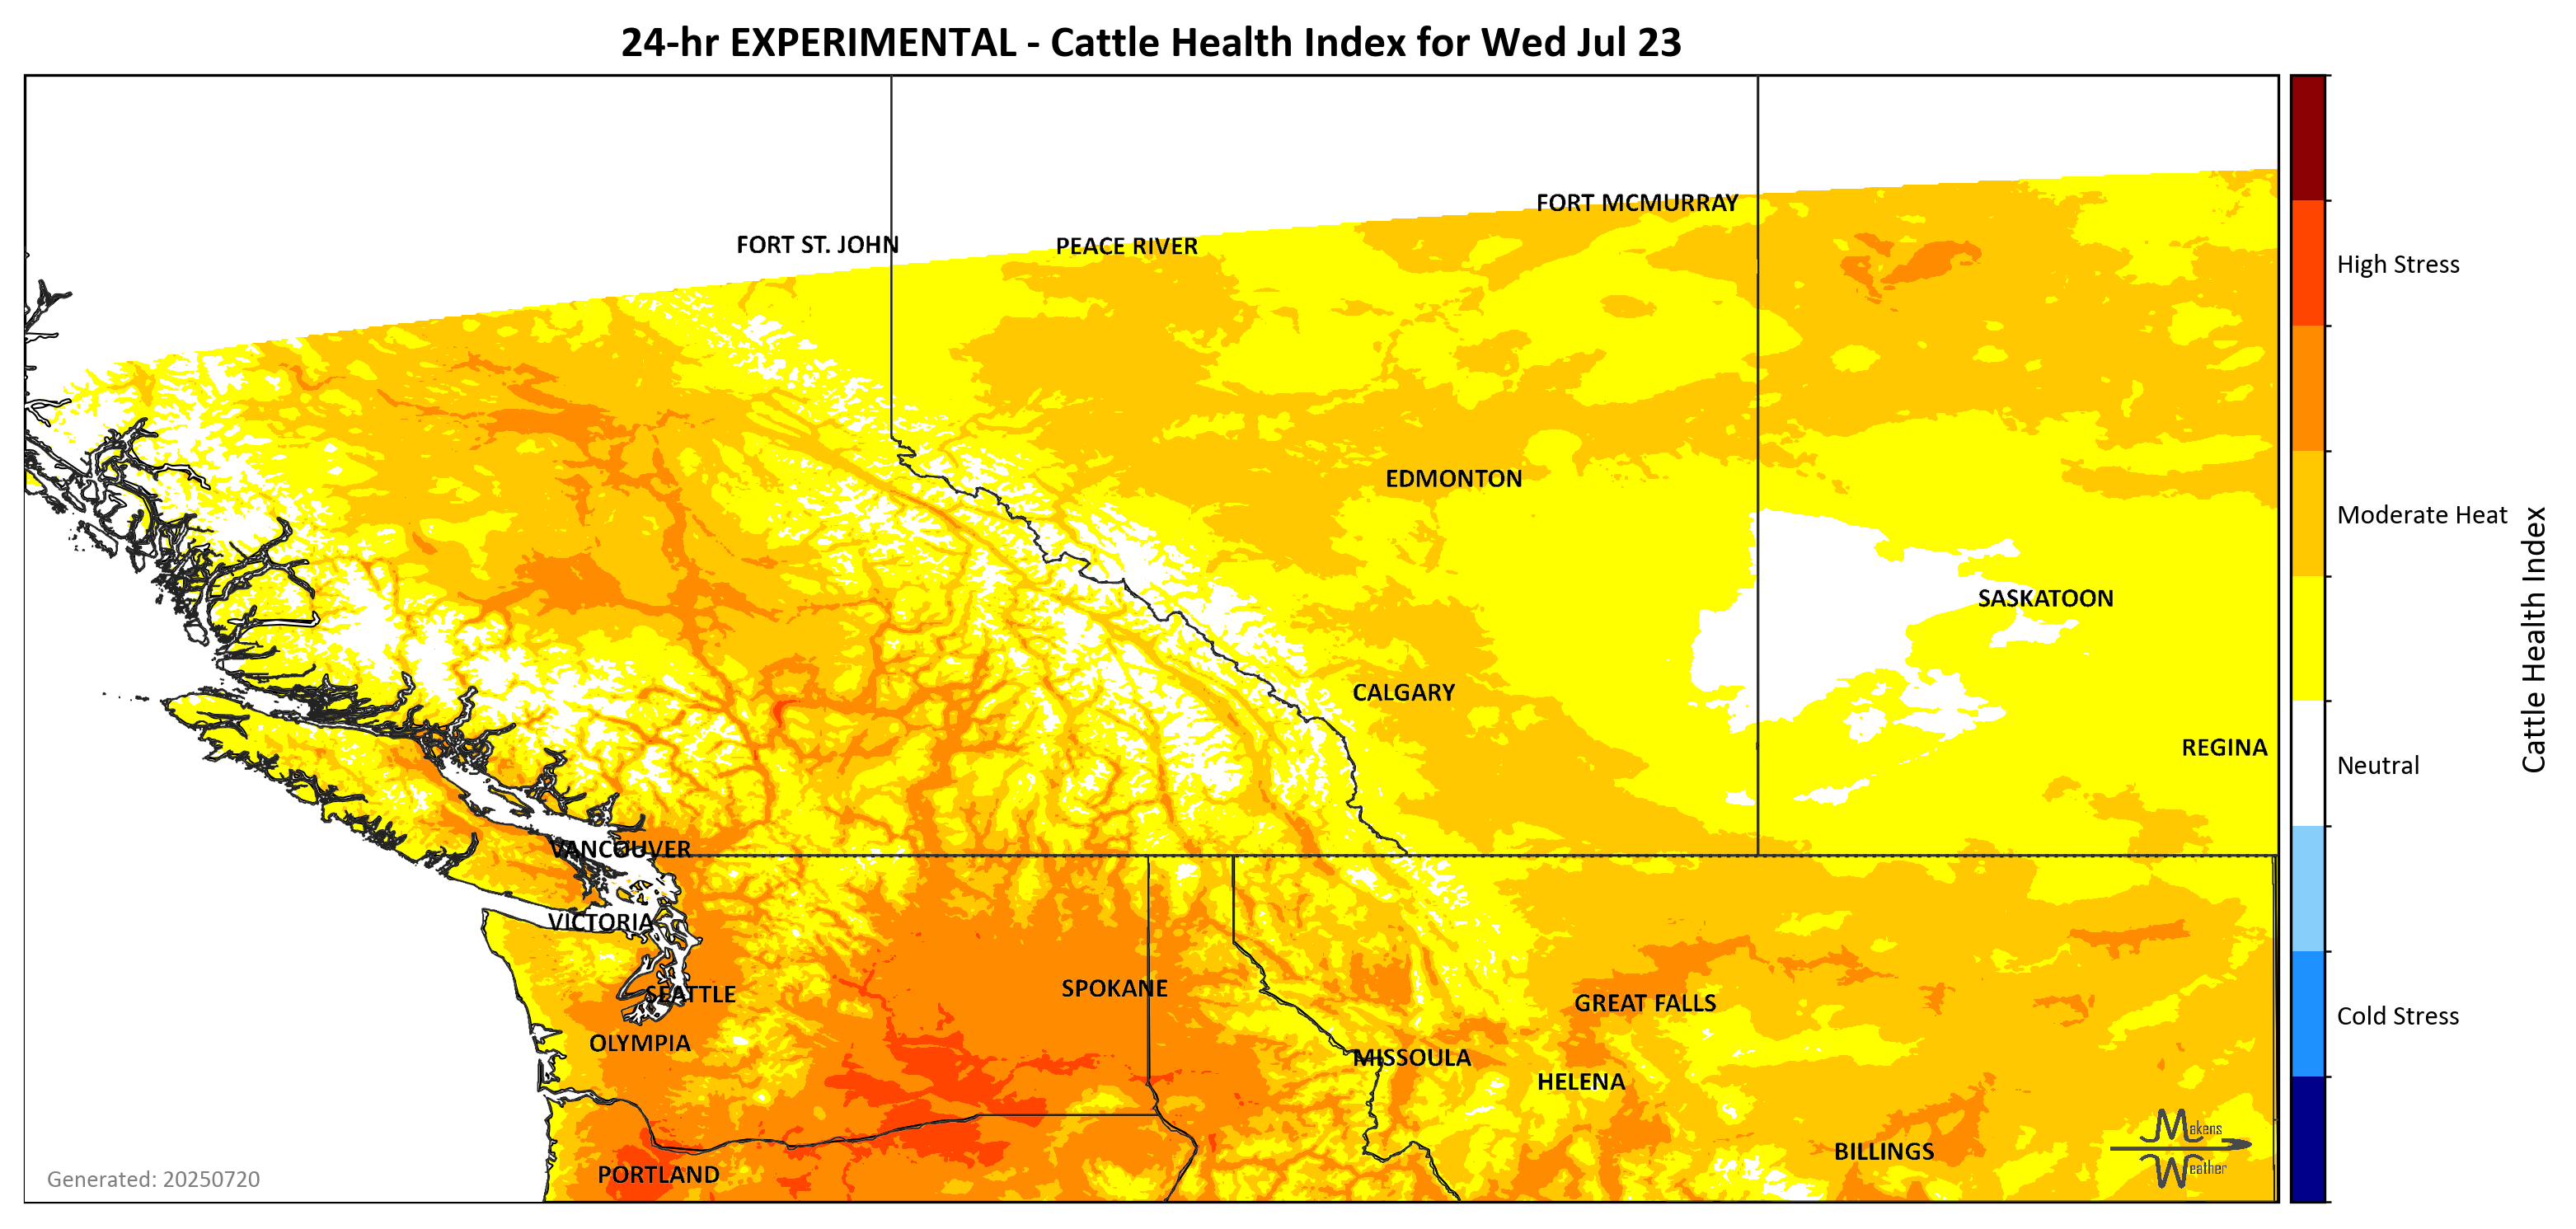 24-hr EXPERIMENTAL - Cattle Health Index for Wed Jul 23
FORT MCMURRAY
FORT ST. JOHN
PEACE RIVER
High Stress
EDMONTON
Moderate Heat
SASKATOON
Cattle Health Index
CALGARY
REGINA
Neutral
VANCOUVER
VICTORIA
SEATTLE
SPOKANE
GREAT FALLS
Cold Stress
OLYMPIA
MISSOULA
HELENA
Makens
Weather
BILLINGS
PORTLAND
Generated: 20250720